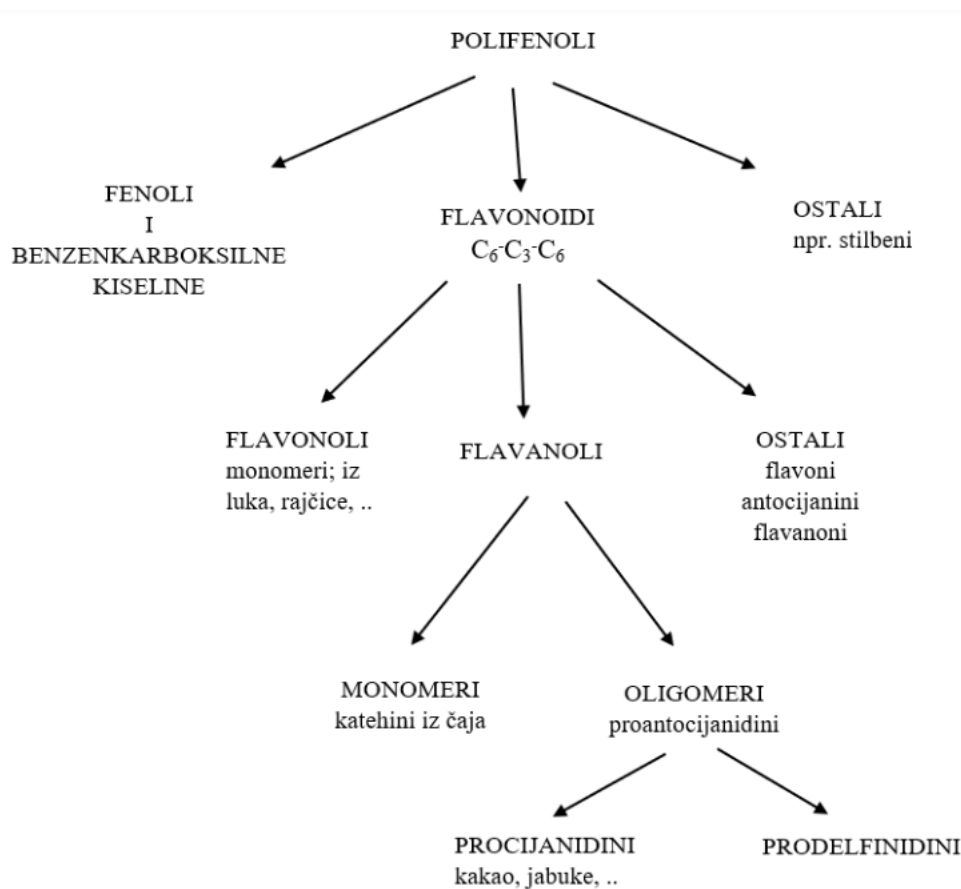 POLIFENOLI
FENOLI
I
BENZENKARBOKSILNE
KISELINE
FLAVONOIDI
C₆-C₃-C₆
OSTALI
npr. stilbeni
FLAVONOLI
monomeri; iz
luka, rajčice, ..
FLAVANOLI
OSTALI
flavoni
antocijanini
flavanoni
MONOMERI
katehini iz čaja
OLIGOMERI
proantocijanidini
PROCIJANIDINI
kakao, jabuke, ..
PRODELFINIDINI